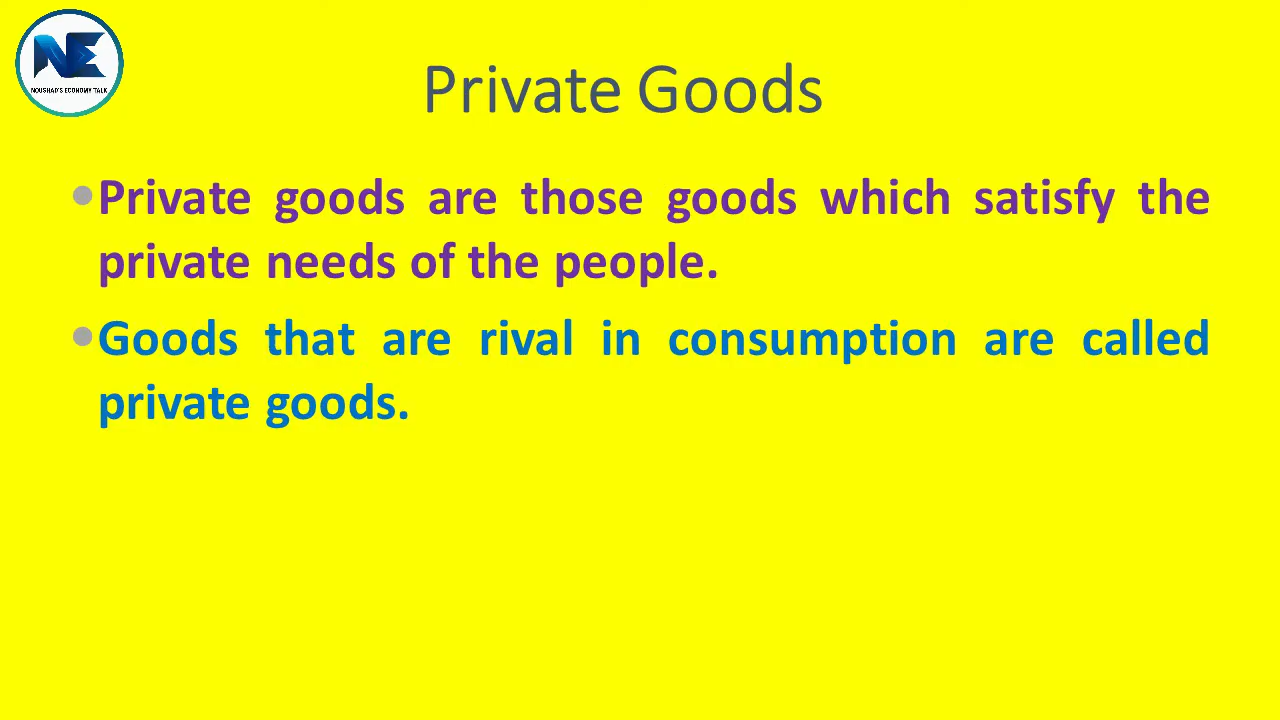 NE
NOUSHAD'S ECONOMY TALK
Private Goods
•Private goods are those goods which satisfy the
private needs of the people.
•Goods that are rival in consumption are called
private goods.